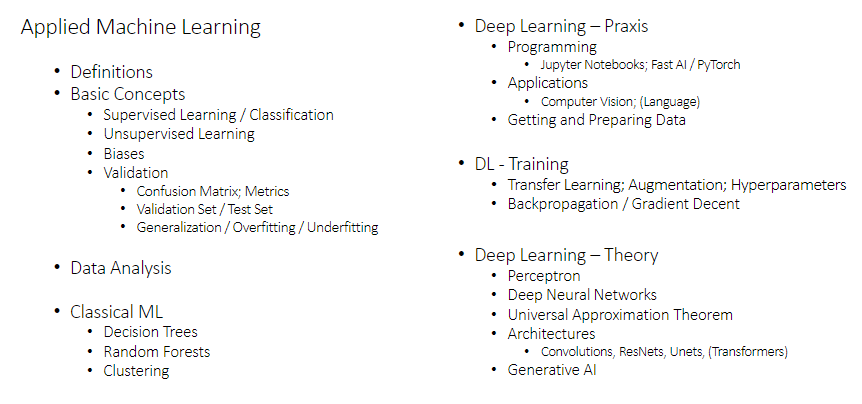 Applied Machine Learning
• Definitions
• Basic Concepts
• Supervised Learning / Classification
• Unsupervised Learning
• Biases
• Validation
• Confusion Matrix; Metrics
• Validation Set / Test Set
• Generalization / Overfitting / Underfitting
• Data Analysis
• Classical ML
• Decision Trees
• Random Forests
• Clustering
• Deep Learning – Praxis
• Programming
• Jupyter Notebooks; Fast AI / PyTorch
• Applications
• Computer Vision; (Language)
• Getting and Preparing Data
• DL - Training
• Transfer Learning; Augmentation; Hyperparameters
• Backpropagation / Gradient Decent
• Deep Learning – Theory
• Perceptron
• Deep Neural Networks
• Universal Approximation Theorem
• Architectures
• Convolutions, ResNets, Unets, (Transformers)
• Generative AI